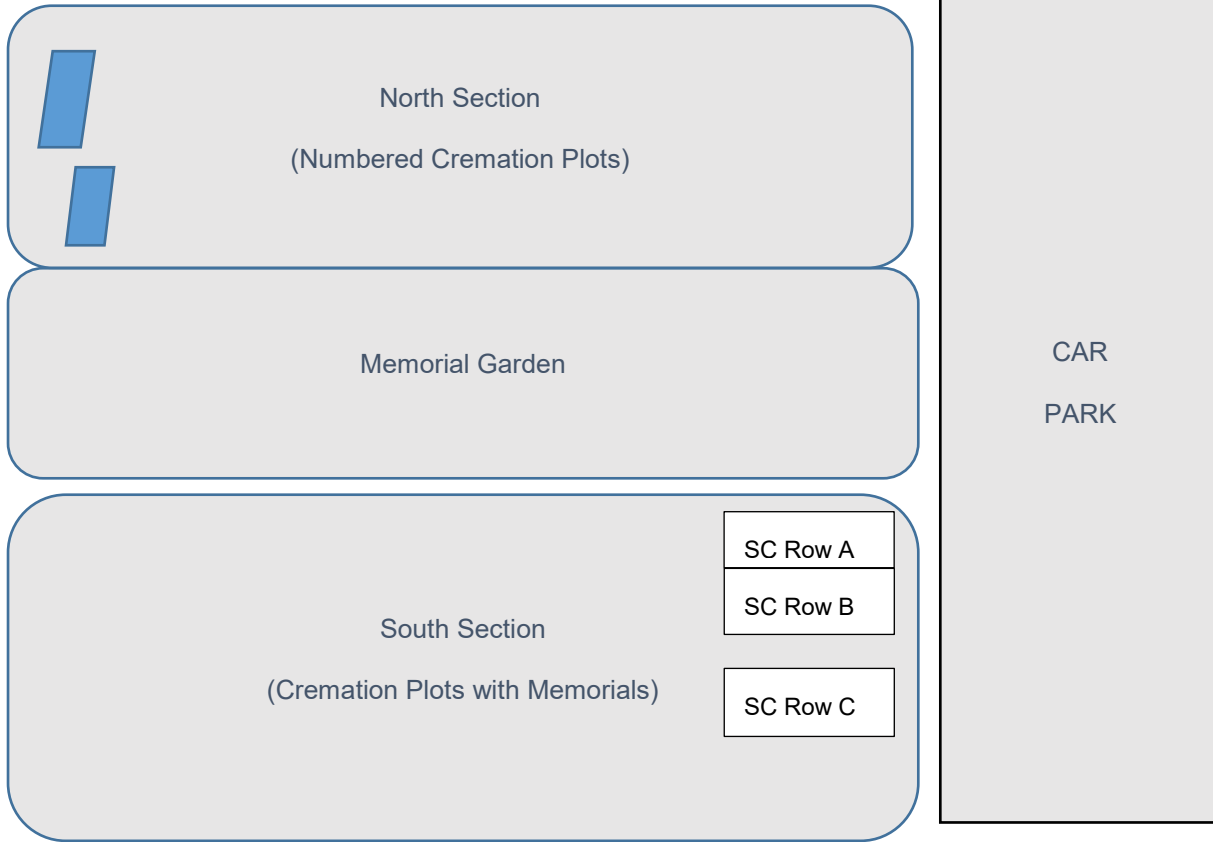 North Section
(Numbered Cremation Plots)
Memorial Garden
CAR
PARK
SC Row A
SC Row B
South Section
(Cremation Plots with Memorials)
SC Row C